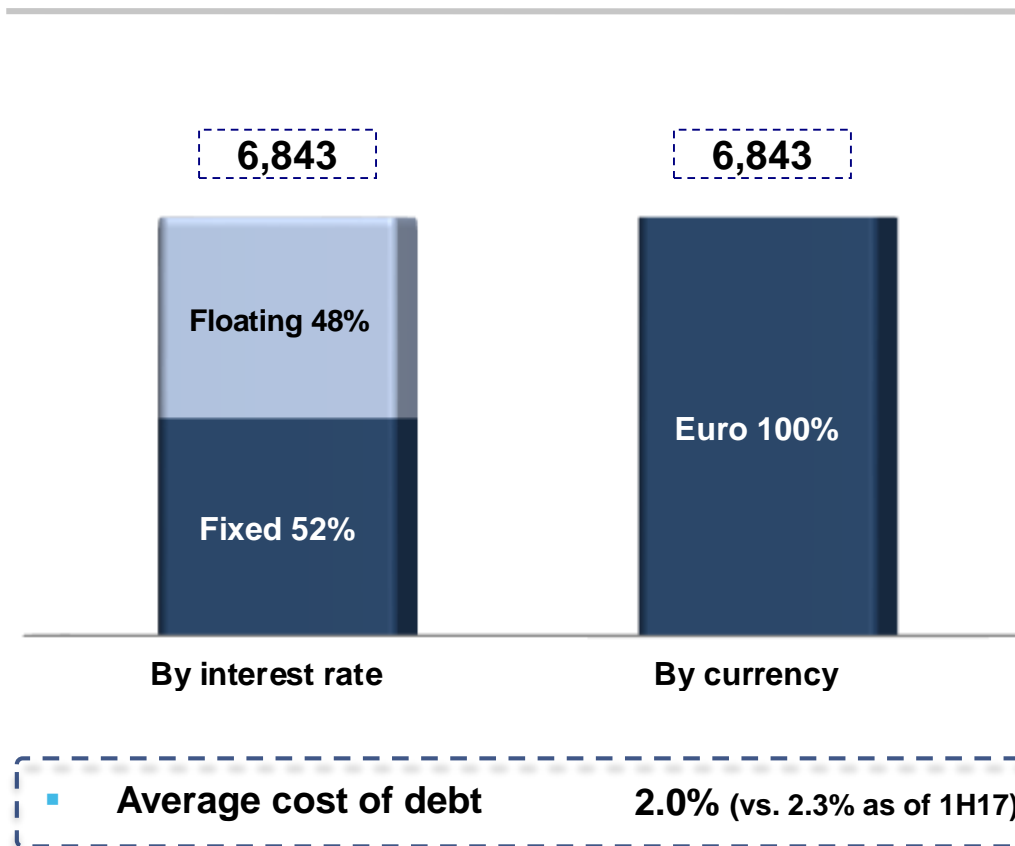 6,843 6,843
Floating 48%
Euro 100%
Fixed 52%
By interest rate By currency
▪ Average cost of debt 2.0% (vs. 2.3% as of 1H17)